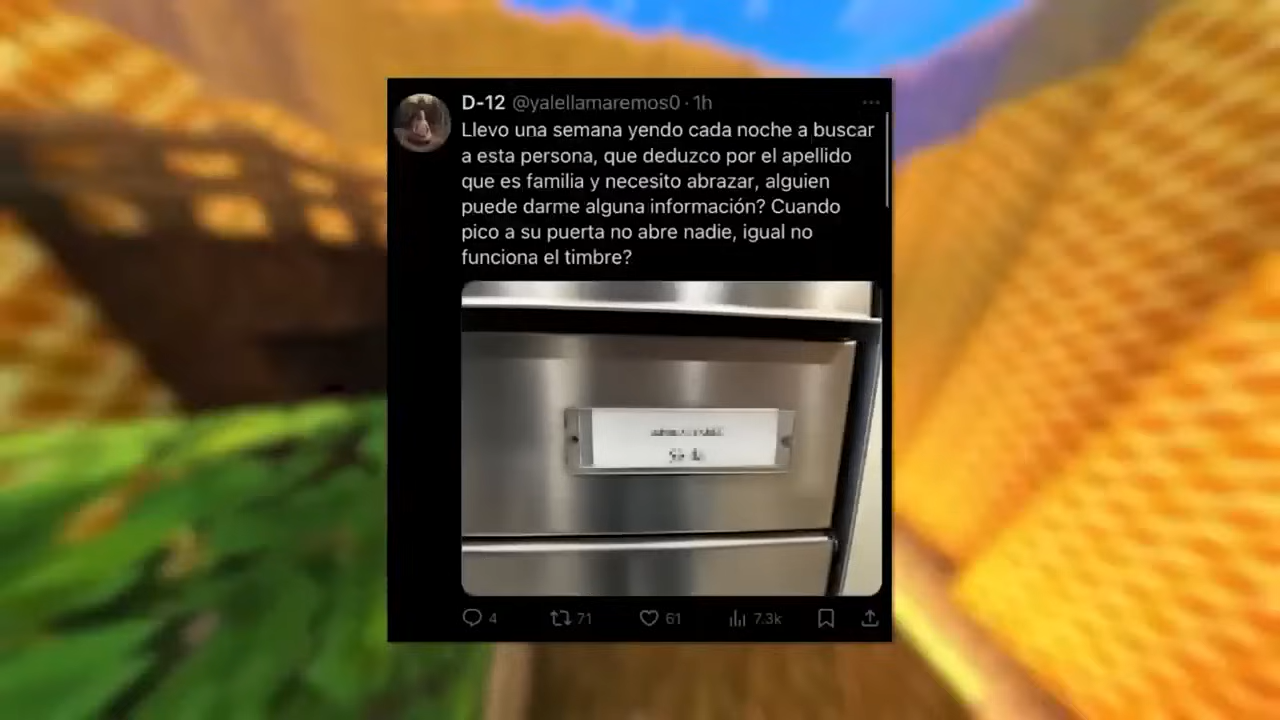 D-12 @yalellamaremos0 · 1h
Llevo una semana yendo cada noche a buscar
a esta persona, que deduzco por el apellido
que es familia y necesito abrazar, alguien
puede darme alguna información? Cuando
pico a su puerta no abre nadie, igual no
funciona el timbre?
4 71 61 7.3k